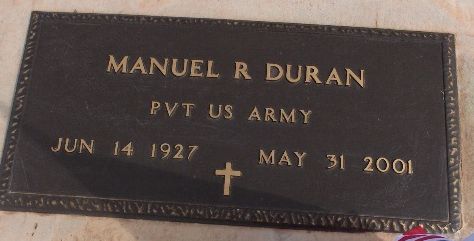 MANUEL R DURAN
PVT US ARMY
JUN 14 1927 MAY 31 2001